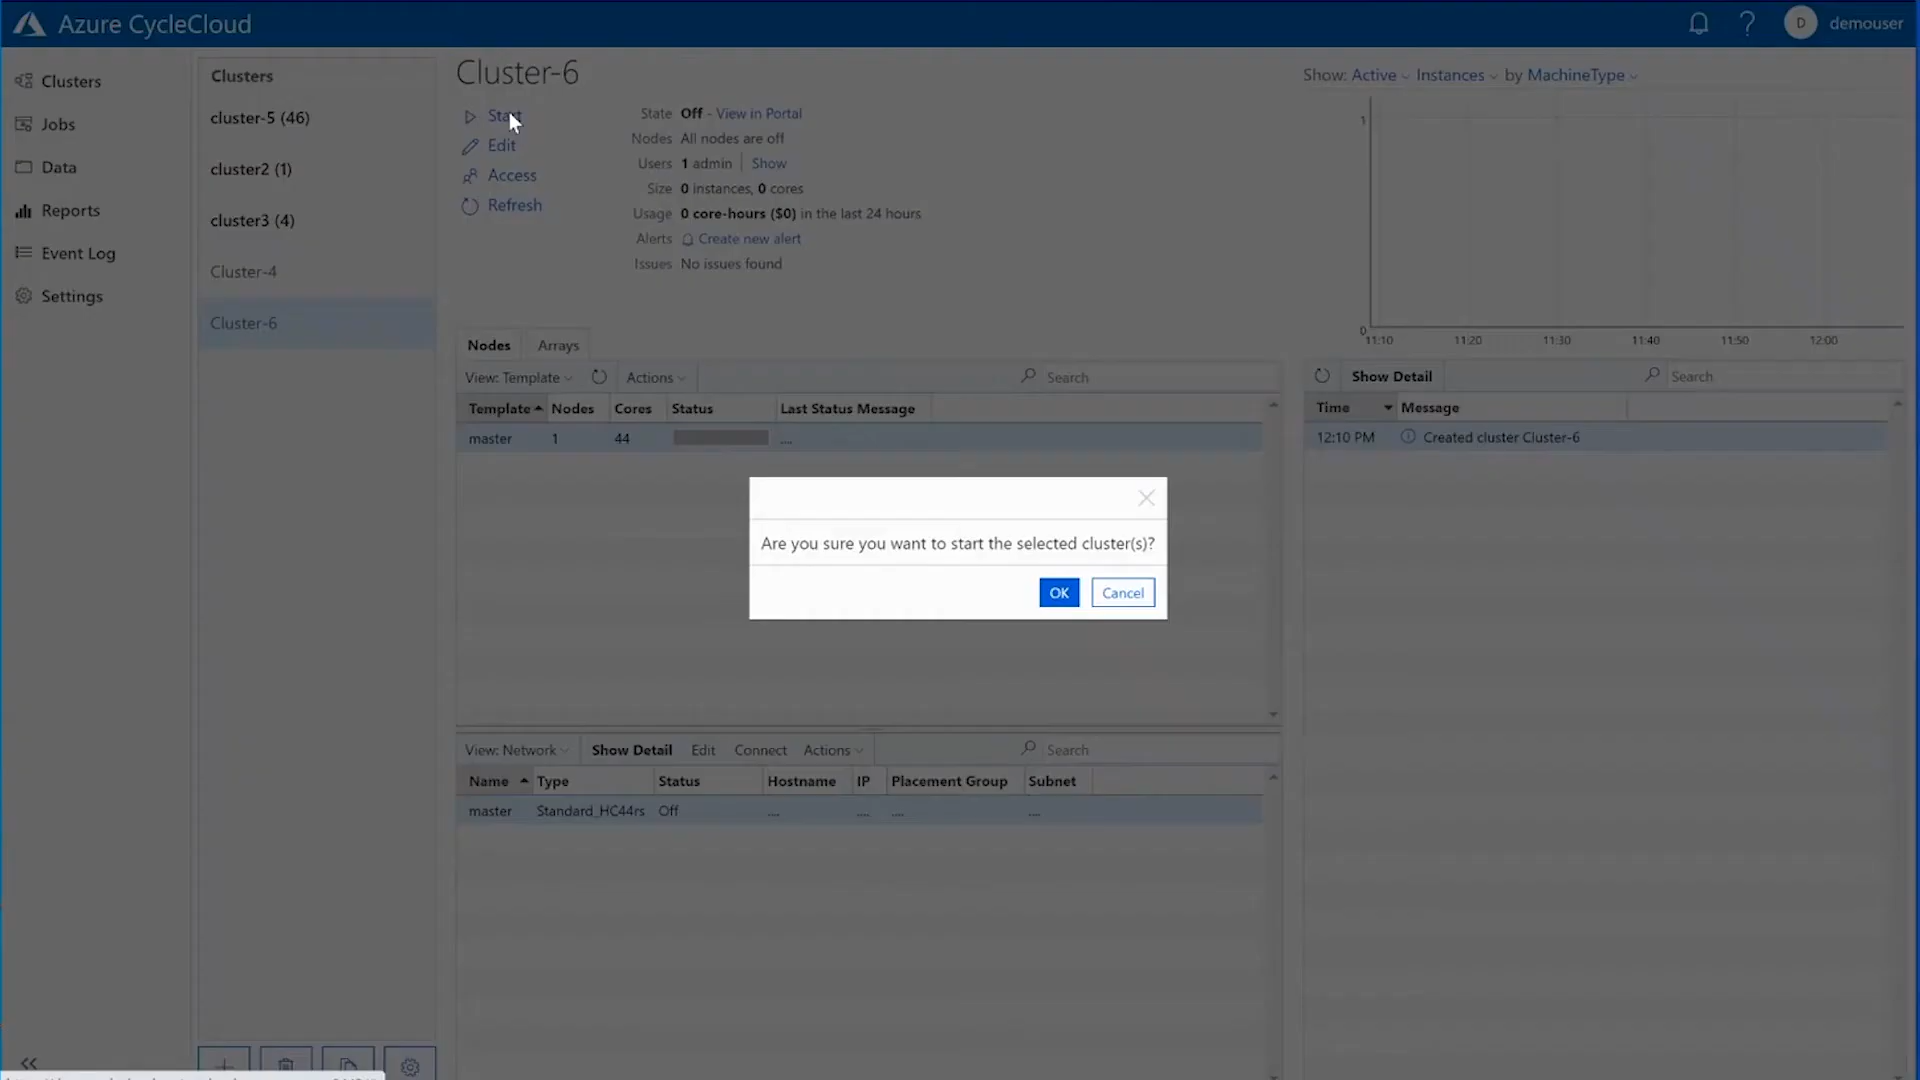 Azure CycleCloud
D demouser
Clusters
Jobs
Data
Reports
Event Log
Settings
Clusters
cluster-5 (46)
cluster2 (1)
cluster3 (4)
Cluster-4
Cluster-6
Cluster-6
Start
Edit
Access
Refresh
State Off - View in Portal
Nodes All nodes are off
Users 1 admin | Show
Size 0 instances, 0 cores
Usage 0 core-hours ($0) in the last 24 hours
Alerts Create new alert
Issues No issues found
Show: Active Instances by MachineType
1
0
11:10 11:20 11:30 11:40 11:50 12:00
Nodes Arrays
View: Template Actions Search
Template Nodes Cores Status Last Status Message
master 1 44 ....
Show Detail Search
Time Message
12:10 PM Created cluster Cluster-6
Are you sure you want to start the selected cluster(s)?
OK Cancel
View: Network Show Detail Edit Connect Actions Search
Name Type Status Hostname IP Placement Group Subnet
master Standard_HC44rs Off .... .... .... ....